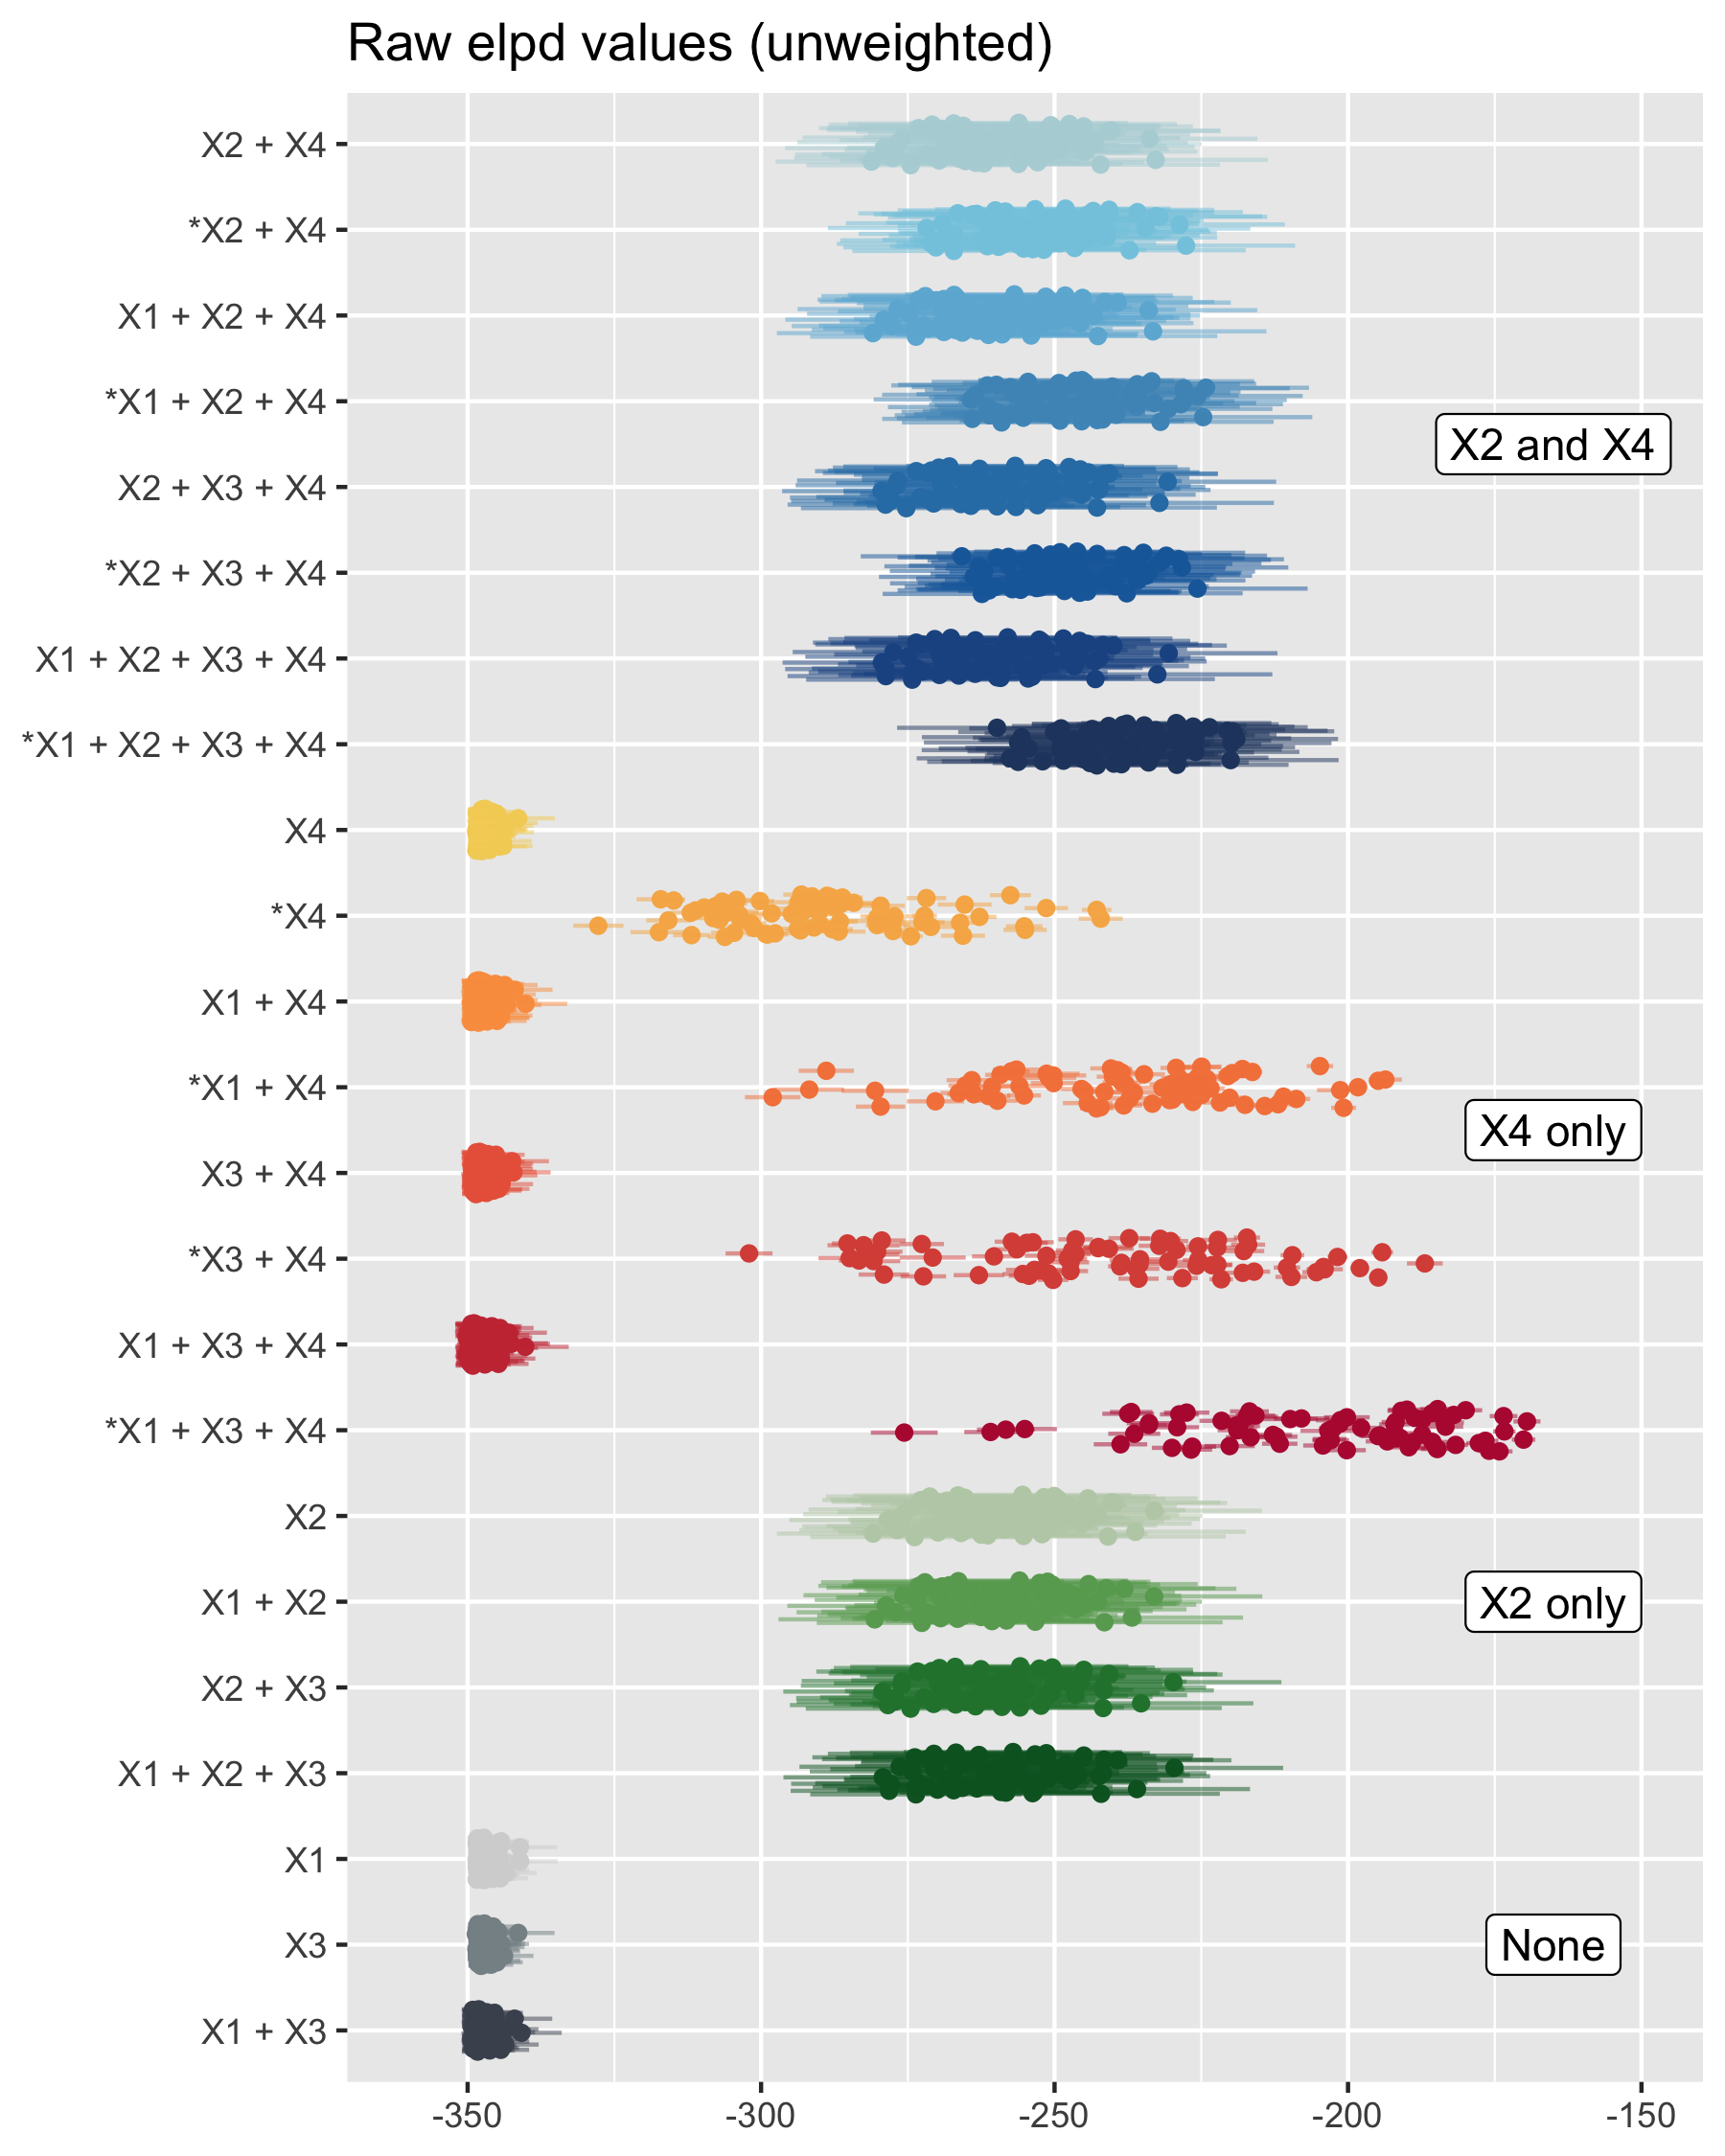 Raw elpd values (unweighted)
X2 + X4
*X2 + X4
X1 + X2 + X4
*X1 + X2 + X4
X2 and X4
X2 + X3 + X4
*X2 + X3 + X4
X1 + X2 + X3 + X4
*X1 + X2 + X3 + X4
X4
*X4
X1 + X4
*X1 + X4
X4 only
X3 + X4
*X3 + X4
X1 + X3 + X4
*X1 + X3 + X4
X2
X1 + X2
X2 only
X2 + X3
X1 + X2 + X3
X1
X3
None
X1 + X3
-350 -300 -250 -200 -150